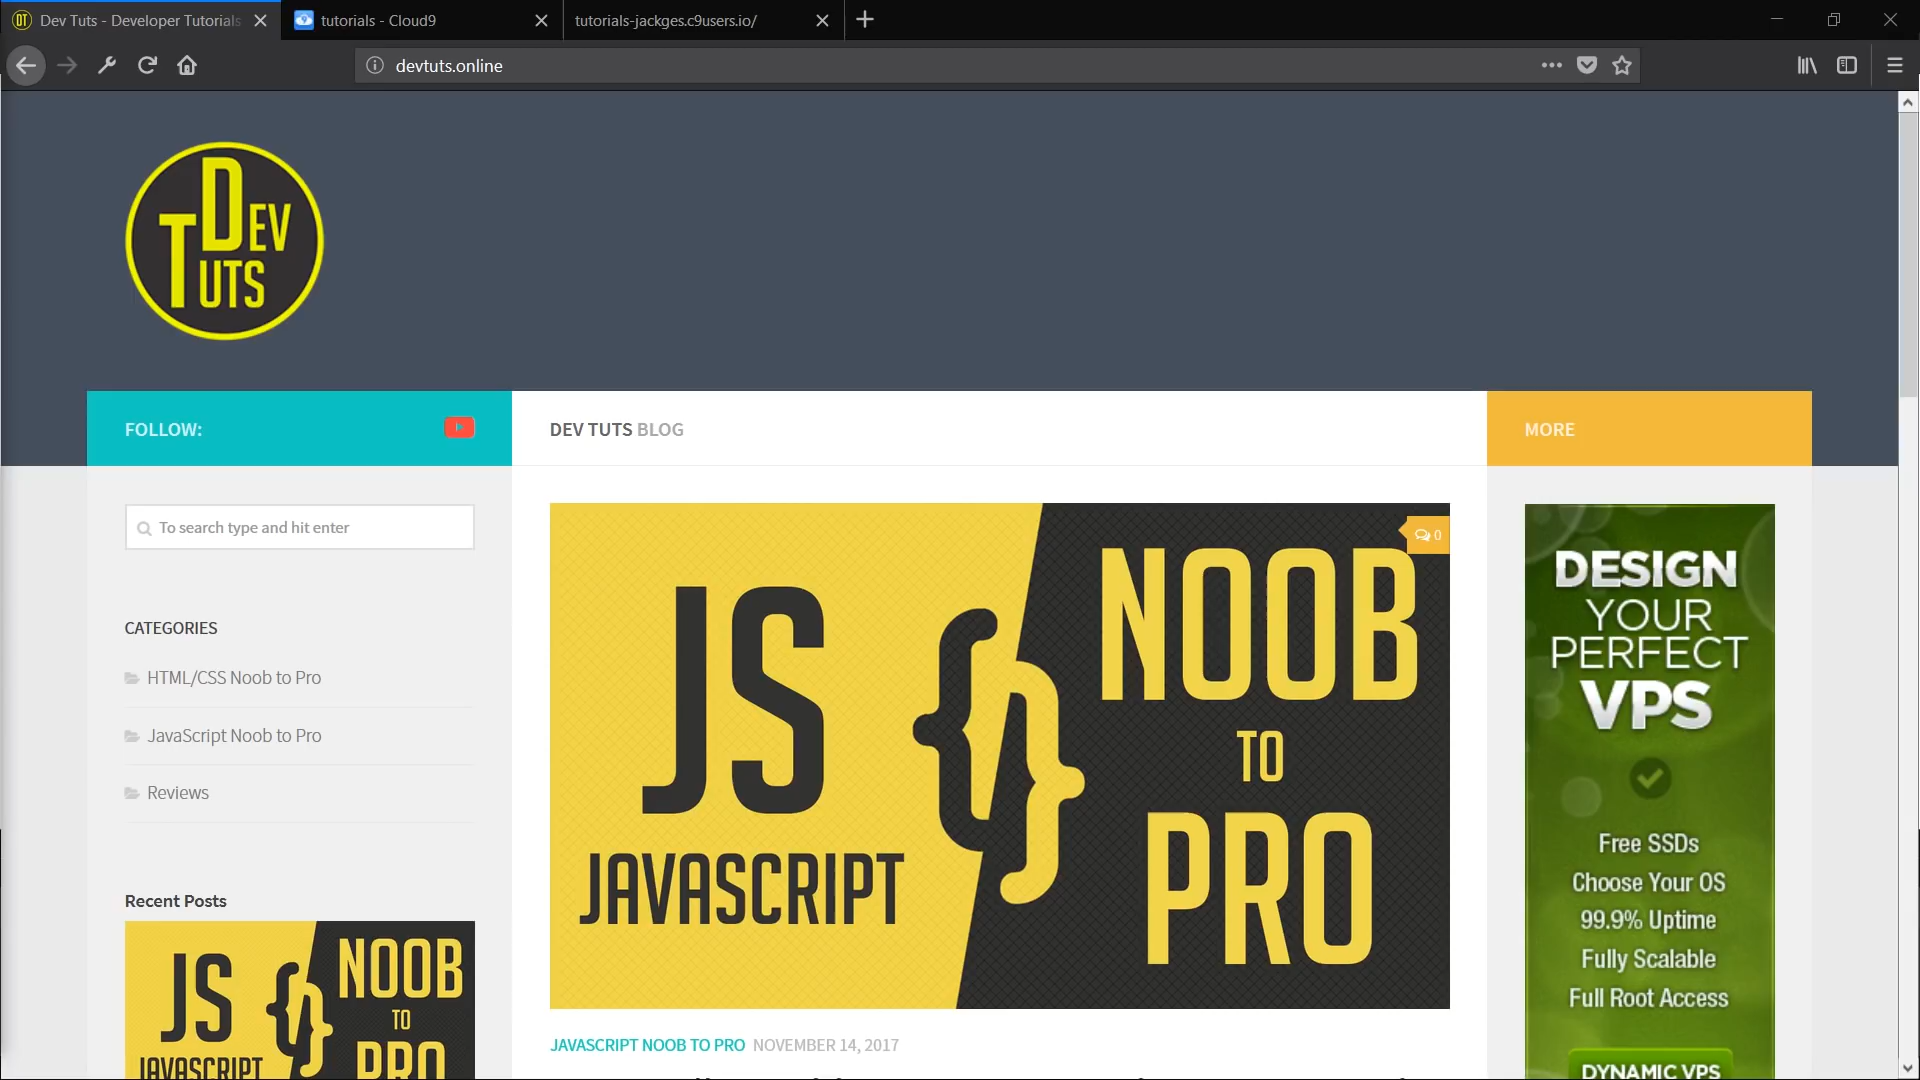 Dev Tuts - Developer Tutorials
tutorials - Cloud9
tutorials-jackges.c9users.io/
devtuts.online
DEV
TUTS
FOLLOW:
DEV TUTS BLOG
MORE
To search type and hit enter
CATEGORIES
HTML/CSS Noob to Pro
JavaScript Noob to Pro
Reviews
Recent Posts
JS
JAVASCRIPT
NOOB
TO
PRO
0
JS
JAVASCRIPT
NOOB
TO
PRO
JAVASCRIPT NOOB TO PRO NOVEMBER 14, 2017
DESIGN
YOUR
PERFECT
VPS
Free SSDs
Choose Your OS
99.9% Uptime
Fully Scalable
Full Root Access
DYNAMIC VPS